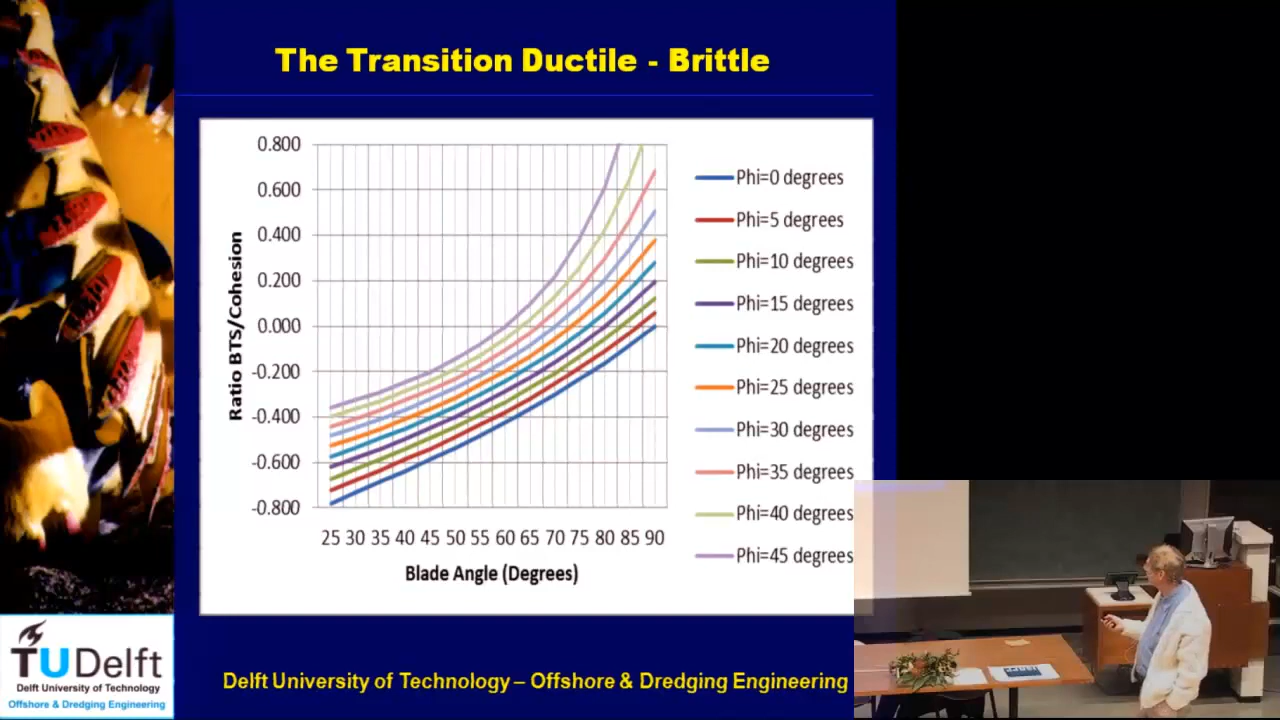 The Transition Ductile - Brittle
0.800
0.600
0.400
0.200
0.000
-0.200
-0.400
-0.600
-0.800
Ratio BTS/Cohesion
25 30 35 40 45 50 55 60 65 70 75 80 85 90
Blade Angle (Degrees)
Phi=0 degrees
Phi=5 degrees
Phi=10 degrees
Phi=15 degrees
Phi=20 degrees
Phi=25 degrees
Phi=30 degrees
Phi=35 degrees
Phi=40 degrees
Phi=45 degrees
TUDelft
Delft University of Technology
Offshore & Dredging Engineering
Delft University of Technology – Offshore & Dredging Engineering